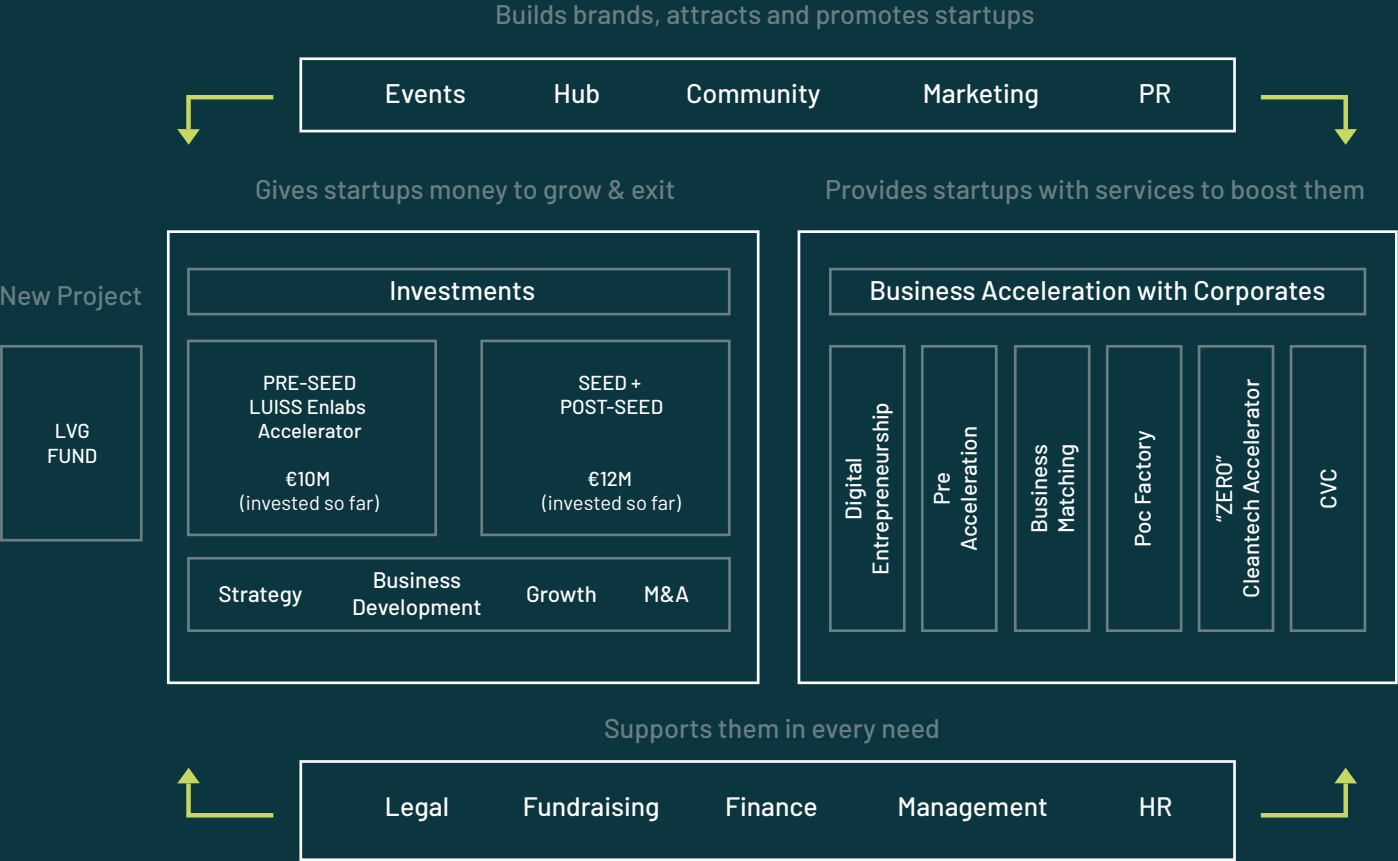 Builds brands, attracts and promotes startups
Events Hub Community Marketing PR
Gives startups money to grow & exit
Provides startups with services to boost them
New Project
LVG
FUND
Investments
PRE-SEED
LUISS Enlabs
Accelerator
€10M
(invested so far)
SEED +
POST-SEED
€12M
(invested so far)
Strategy
Business
Development
Growth
M&A
Business Acceleration with Corporates
Digital
Entrepreneurship
Pre
Acceleration
Business
Matching
Poc Factory
“ZERO”
Cleantech Accelerator
CVC
Supports them in every need
Legal Fundraising Finance Management HR